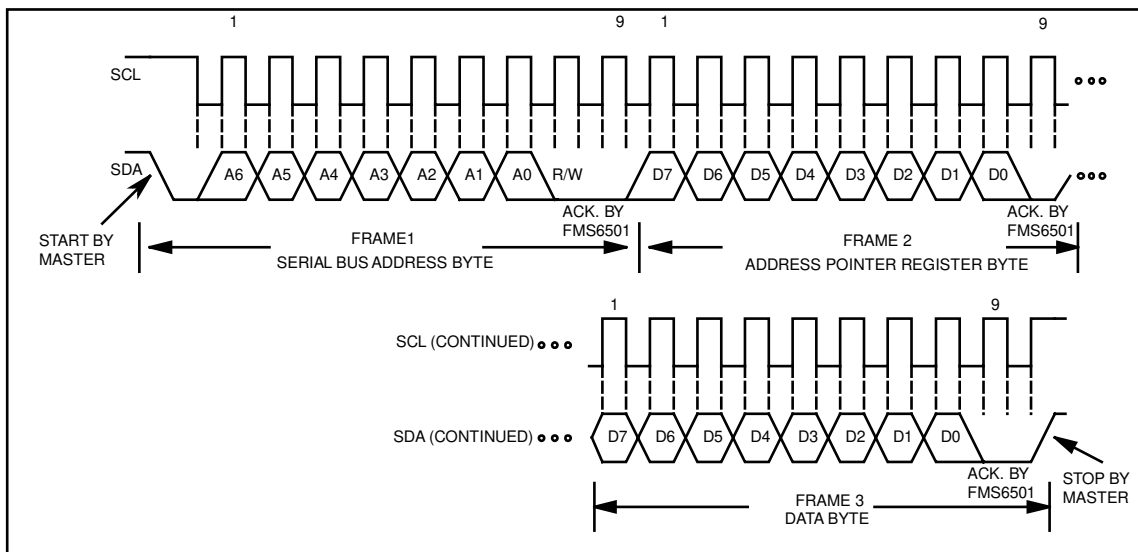 1 9 1 9
SCL
SDA A6 A5 A4 A3 A2 A1 A0 R/W D7 D6 D5 D4 D3 D2 D1 D0
START BY
MASTER
ACK. BY
FMS6501
ACK. BY
FMS6501
FRAME1
SERIAL BUS ADDRESS BYTE
FRAME 2
ADDRESS POINTER REGISTER BYTE
1 9
SCL (CONTINUED)
SDA (CONTINUED) D7 D6 D5 D4 D3 D2 D1 D0
ACK. BY
FMS6501
STOP BY
MASTER
FRAME 3
DATA BYTE